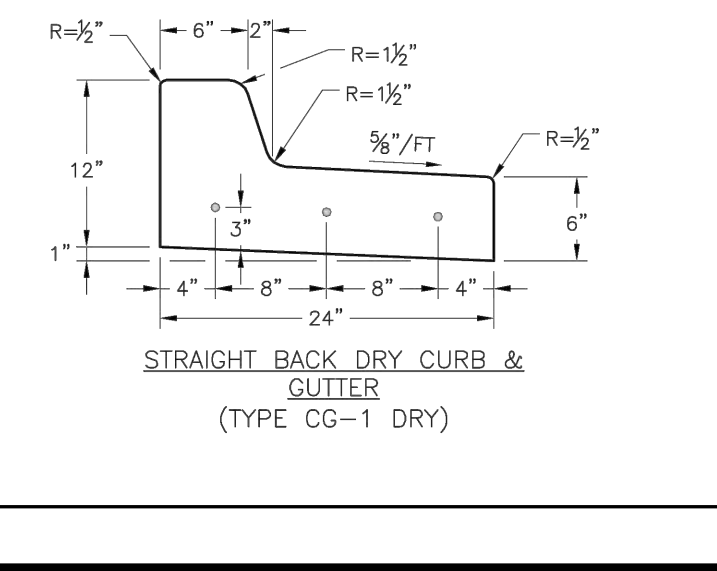 R=½"
6"
2"
R=1½"
R=1½"
⅝"/FT
R=½"
12"
3"
6"
1"
4"
8"
8"
4"
24"
STRAIGHT BACK DRY CURB &
GUTTER
(TYPE CG-1 DRY)